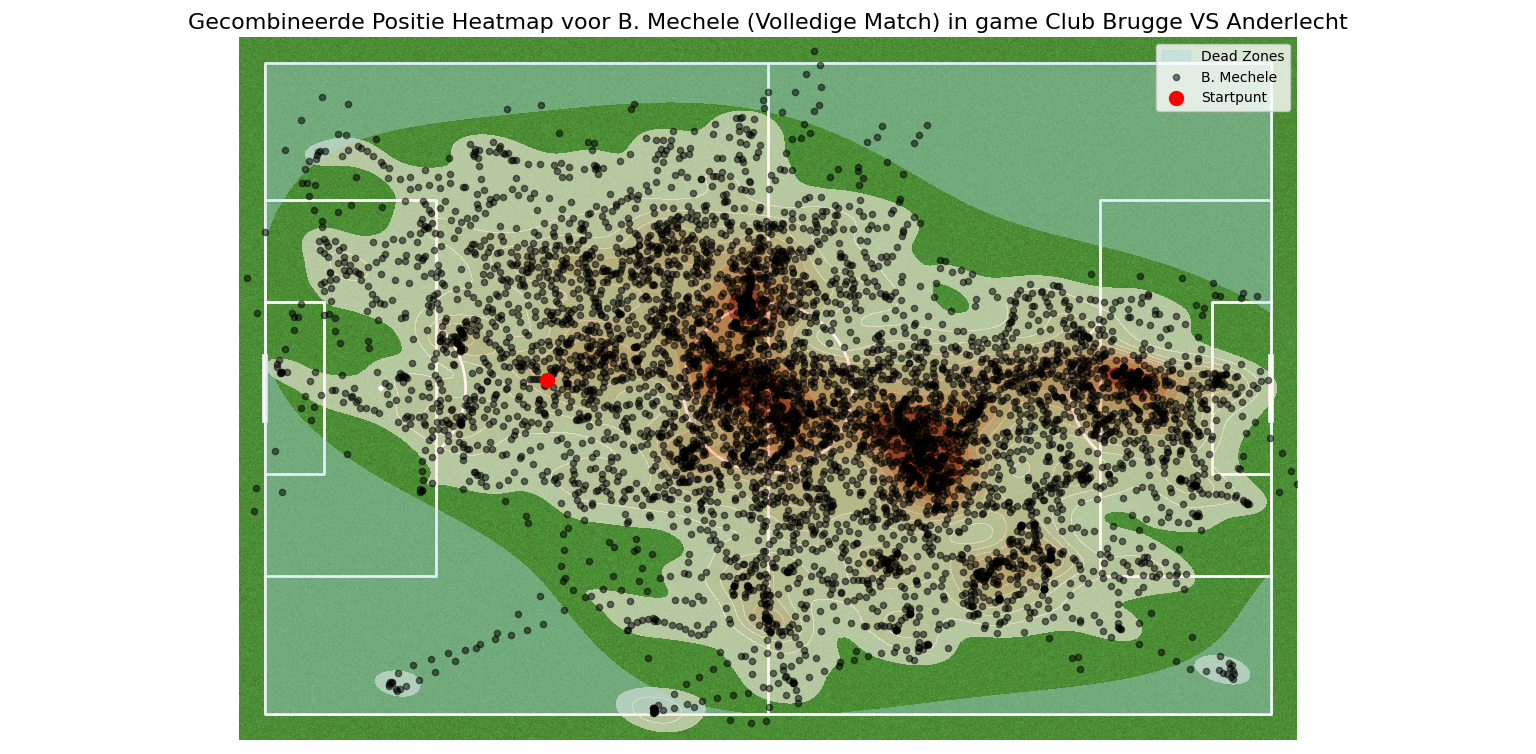 Gecombineerde Positie Heatmap voor B. Mechele (Volledige Match) in game Club Brugge VS Anderlecht
Dead Zones
B. Mechele
Startpunt